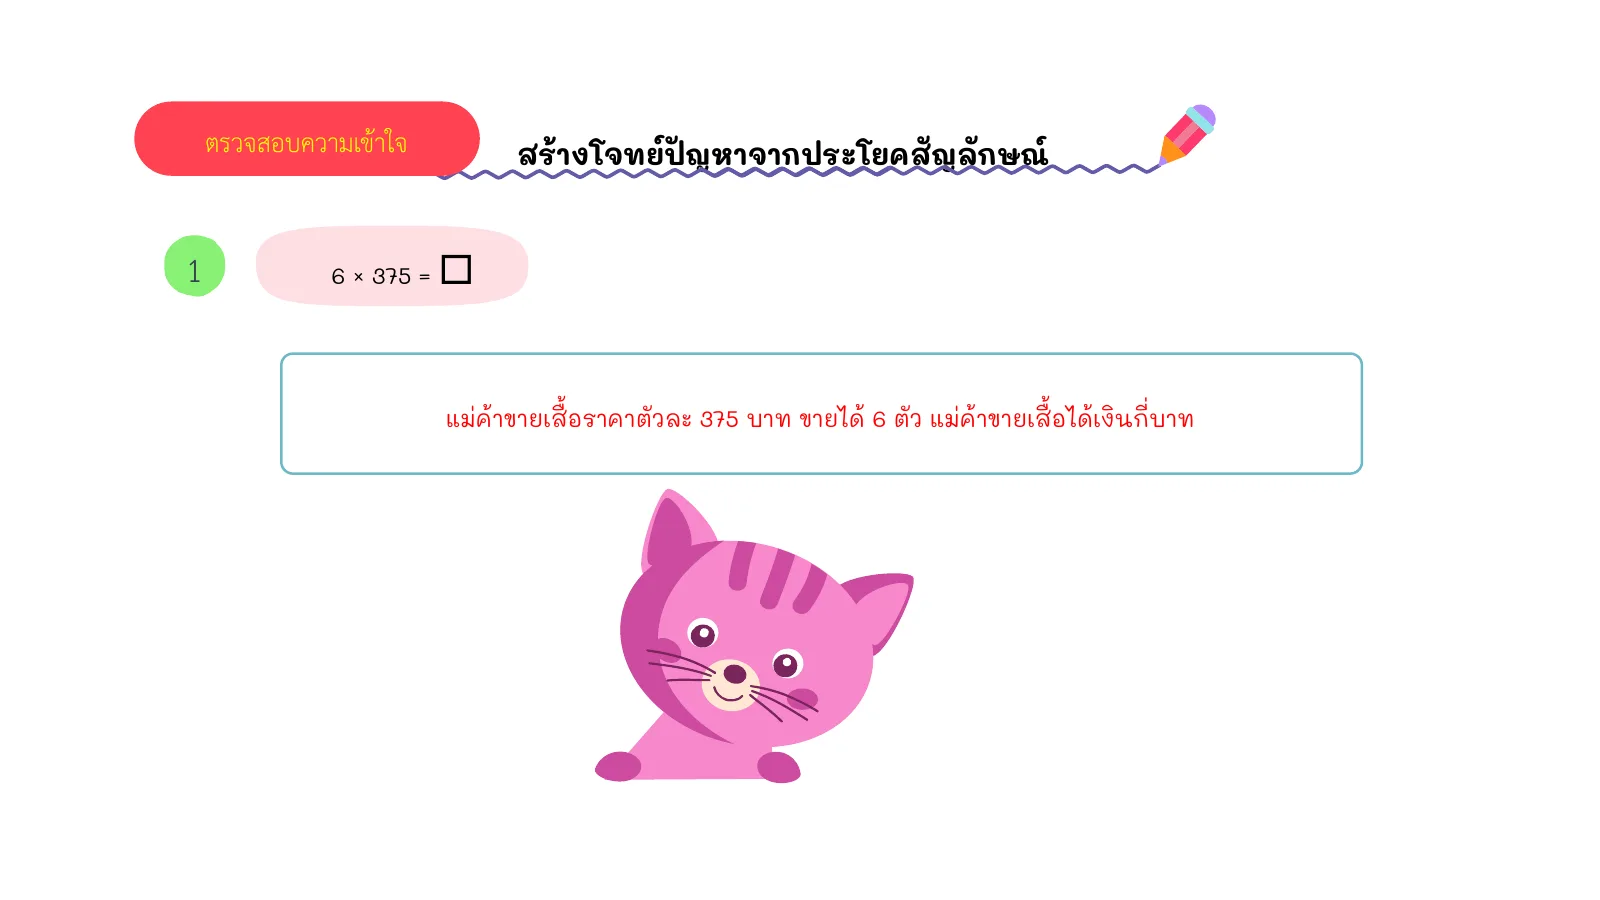 ตรวจสอบความเข้าใจ
สร้างโจทย์ปัญหาจากประโยคสัญลักษณ์
1
6 × 375 = □
แม่ค้าขายเสื้อราคาตัวละ 375 บาท ขายได้ 6 ตัว แม่ค้าขายเสื้อได้เงินกี่บาท